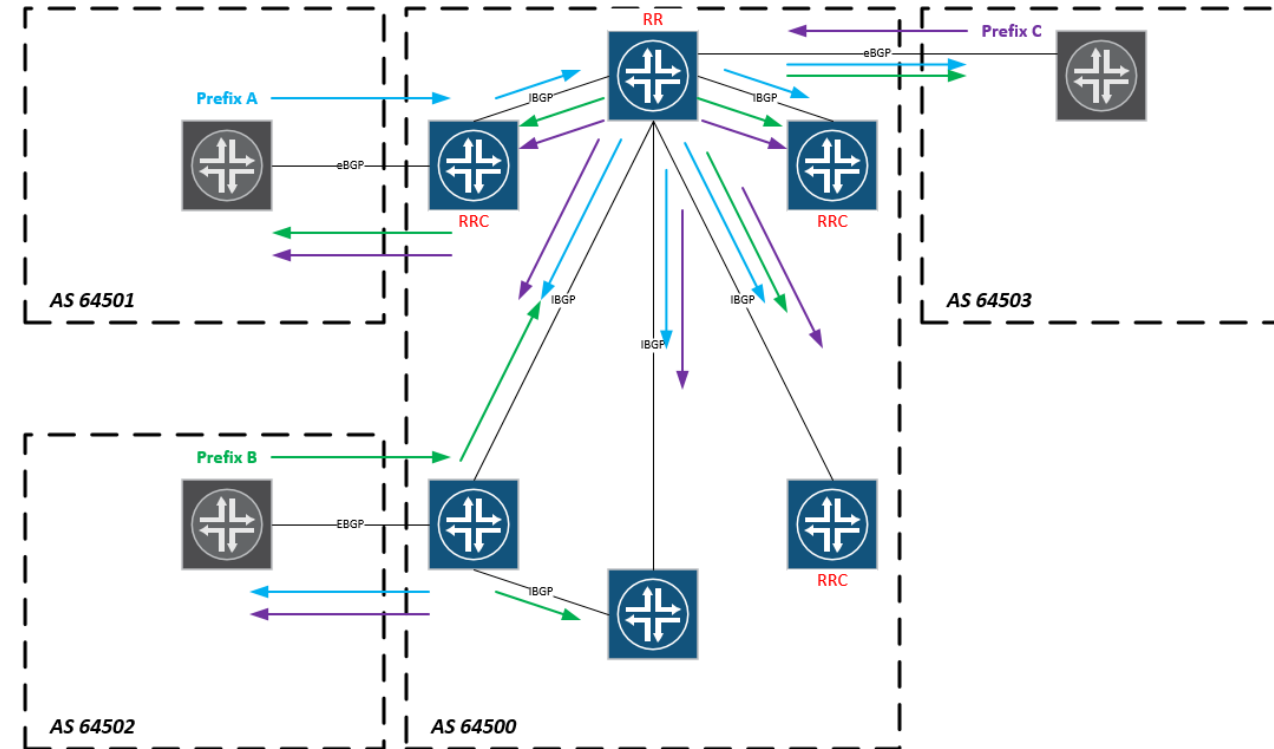 RR
Prefix C
eBGP
Prefix A
IBGP
IBGP
eBGP
RRC
RRC
AS 64501
IBGP
IBGP
AS 64503
IBGP
Prefix B
EBGP
RRC
IBGP
AS 64502
AS 64500